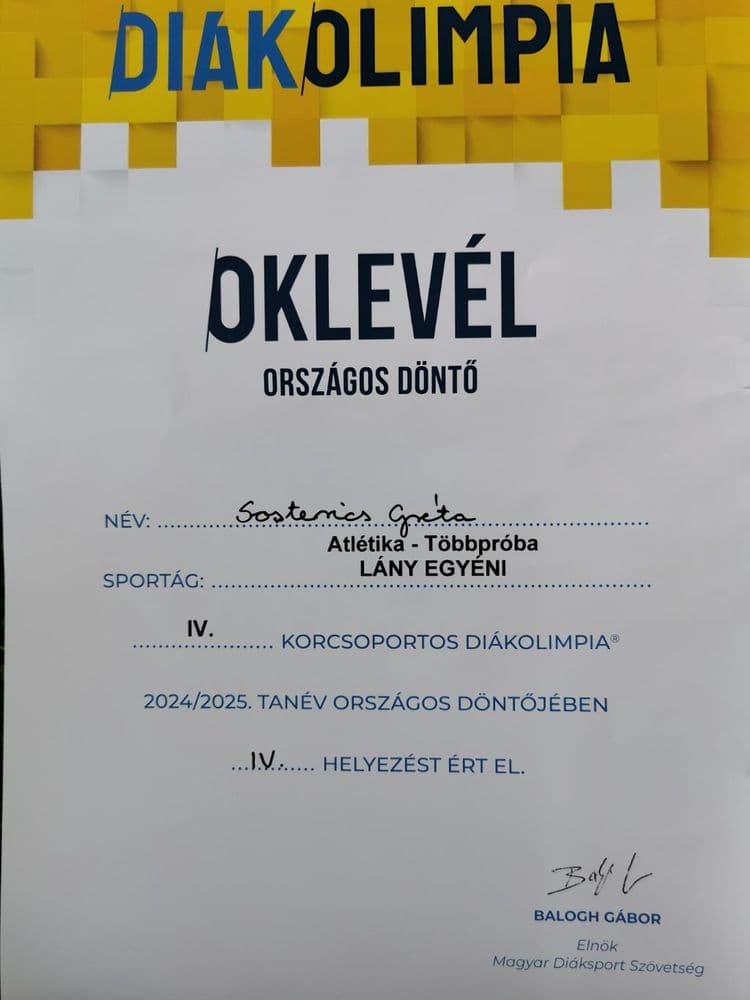 DIÁKOLIMPIA
OKLEVÉL
ORSZÁGOS DÖNTŐ
NÉV: Sostenics Gréta
Atlétika - Többpróba
SPORTÁG: LÁNY EGYÉNI
IV. KORCSOPORTOS DIÁKOLIMPIA®
2024/2025. TANÉV ORSZÁGOS DÖNTŐJÉBEN
IV. HELYEZÉST ÉRT EL.
BALOGH GÁBOR
Elnök
Magyar Diáksport Szövetség